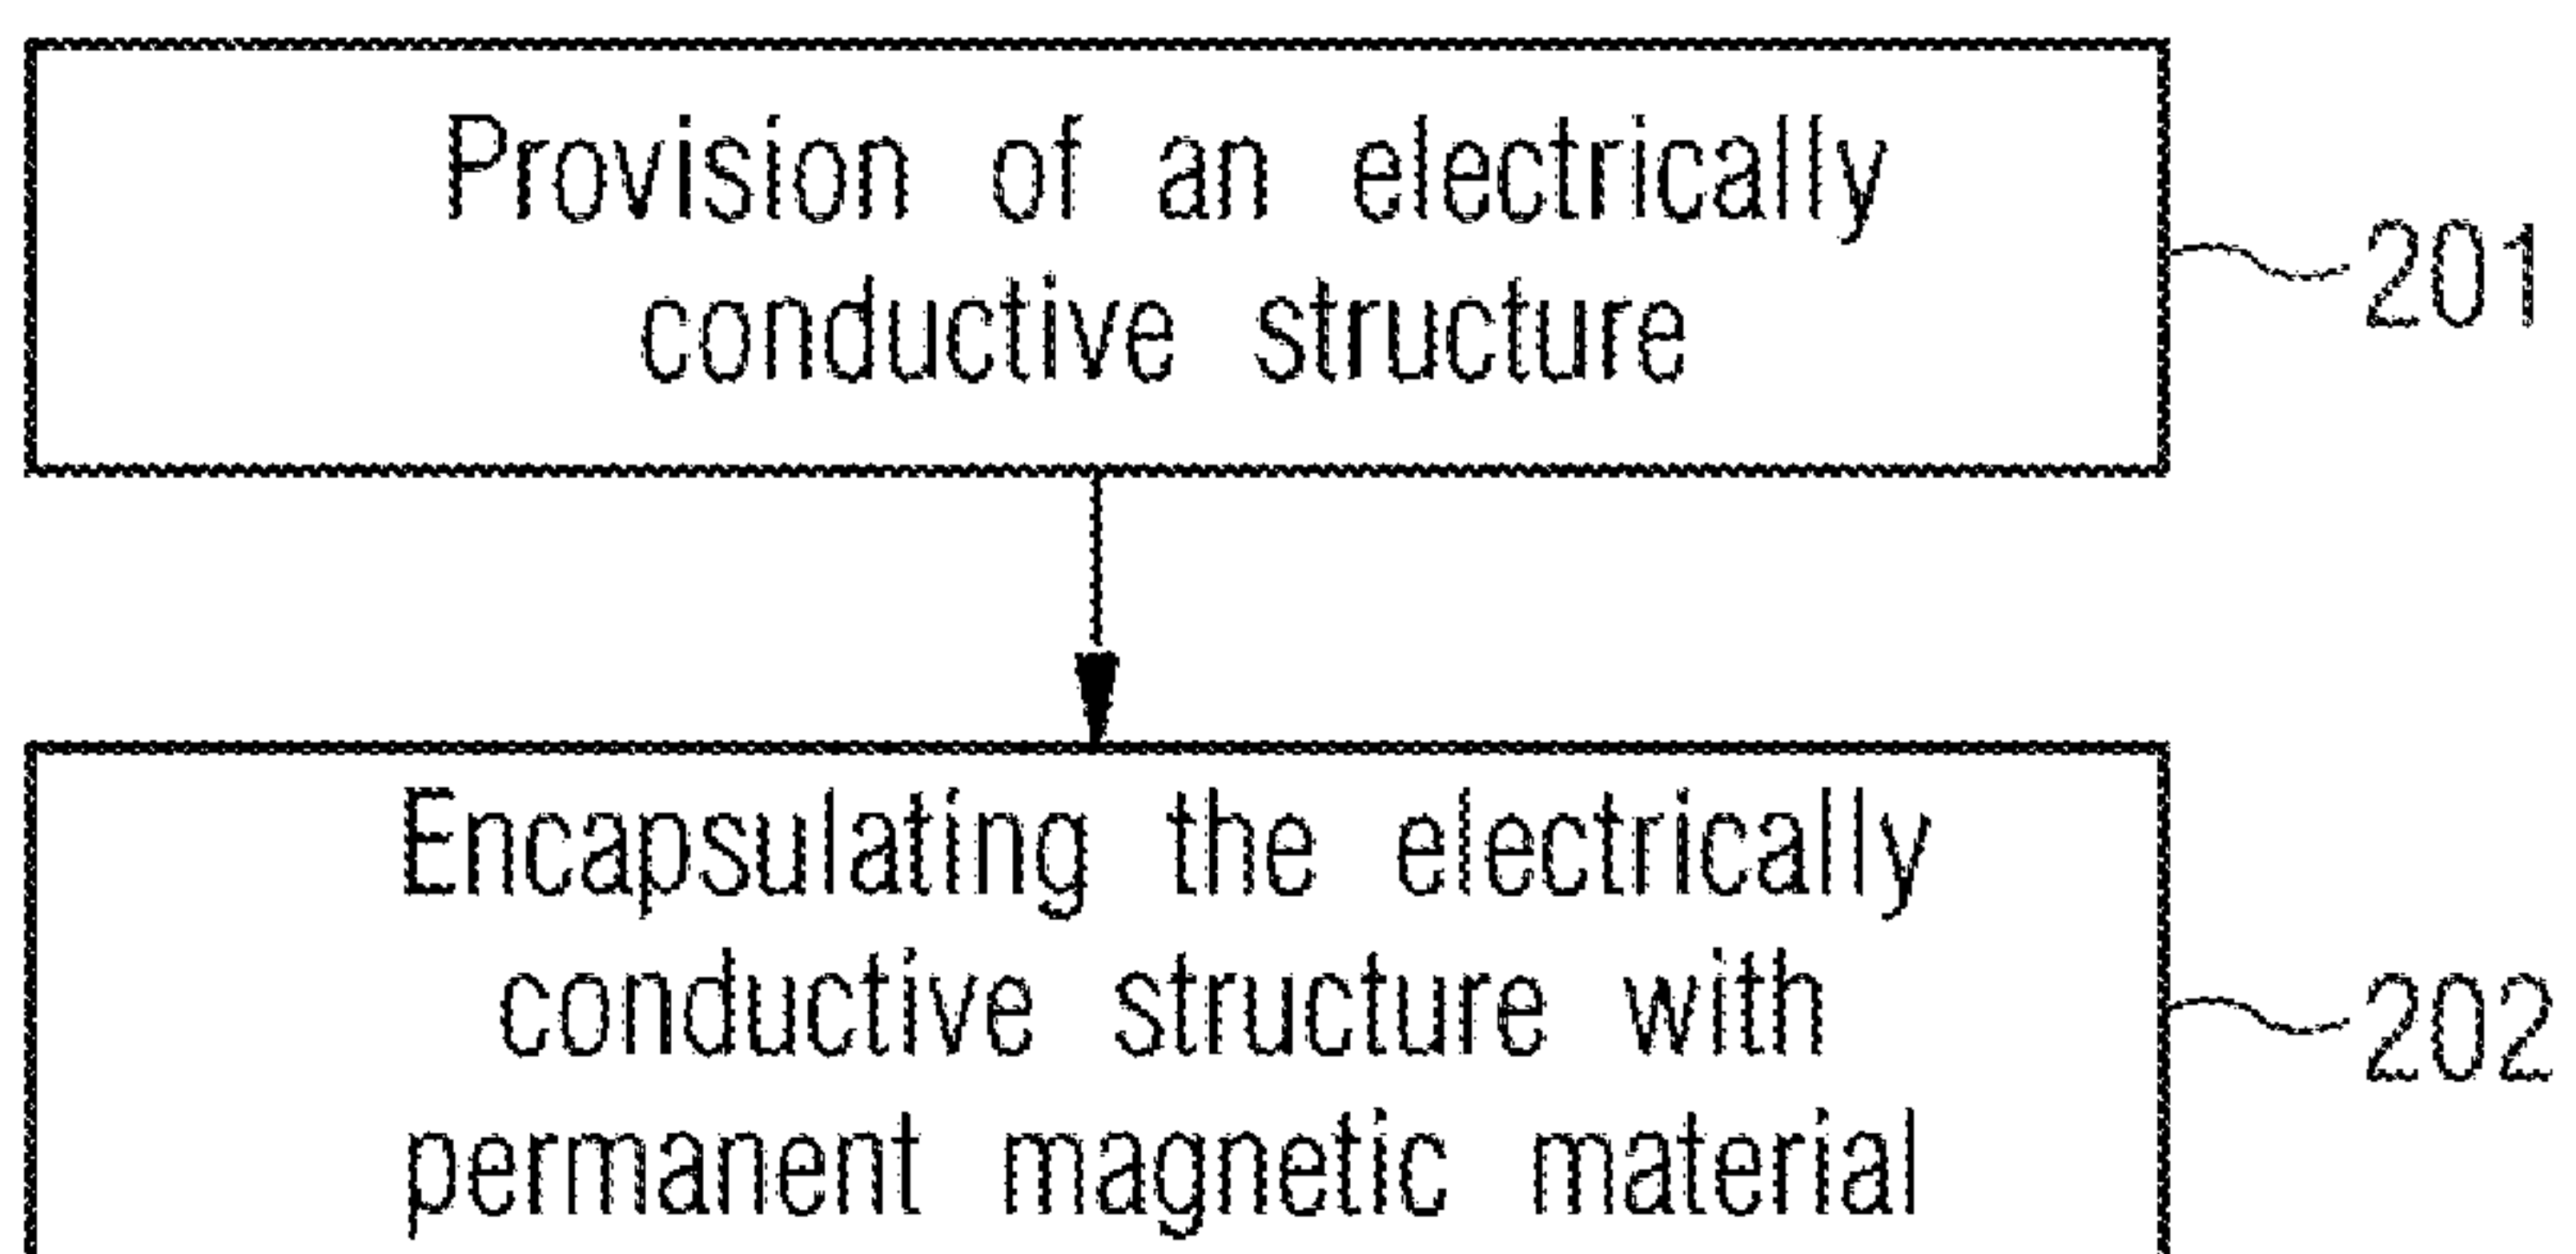 Provision of an electrically
conductive structure
201
Encapsulating the electrically
conductive structure with
permanent magnetic material
202